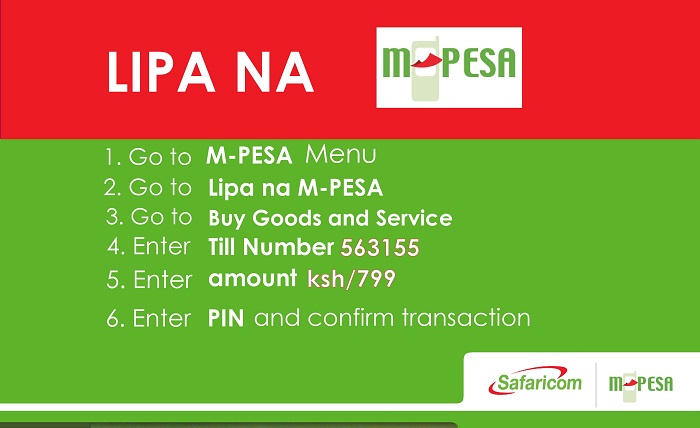 LIPA NA M-PESA
1. Go to M-PESA Menu
2. Go to Lipa na M-PESA
3. Go to Buy Goods and Service
4. Enter Till Number 563155
5. Enter amount ksh/799
6. Enter PIN and confirm transaction
Safaricom M-PESA